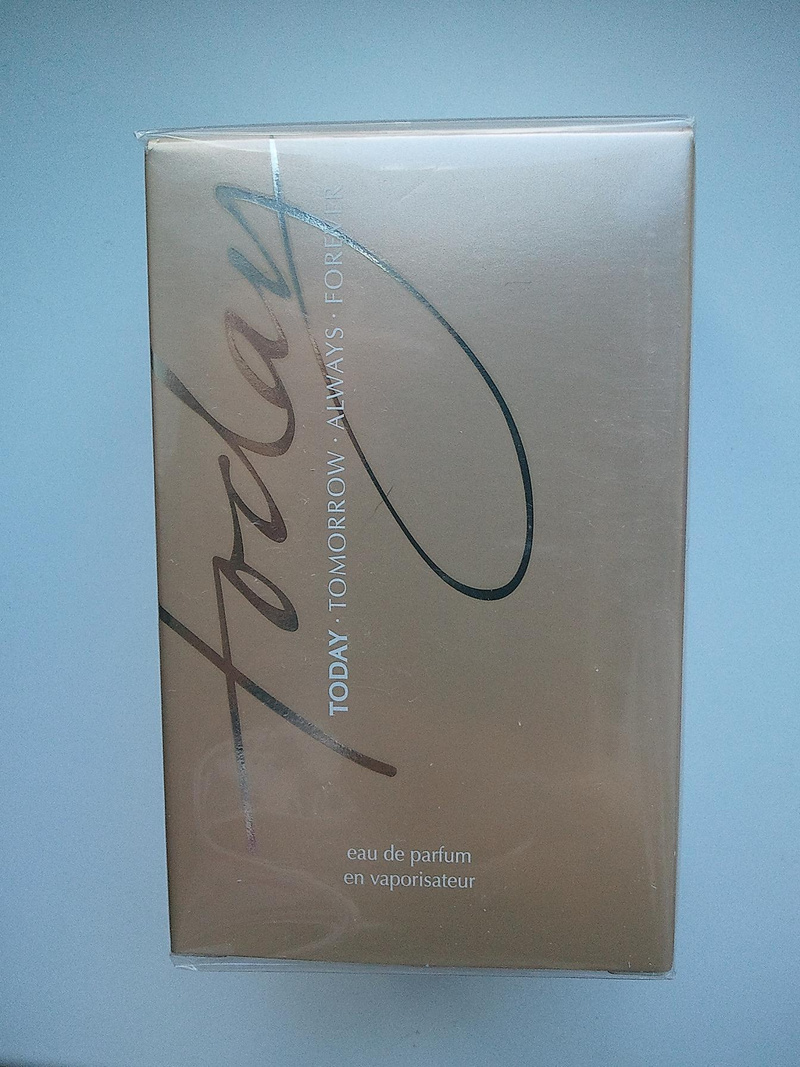 today
TODAY · TOMORROW · ALWAYS · FOREVER
eau de parfum
en vaporisateur